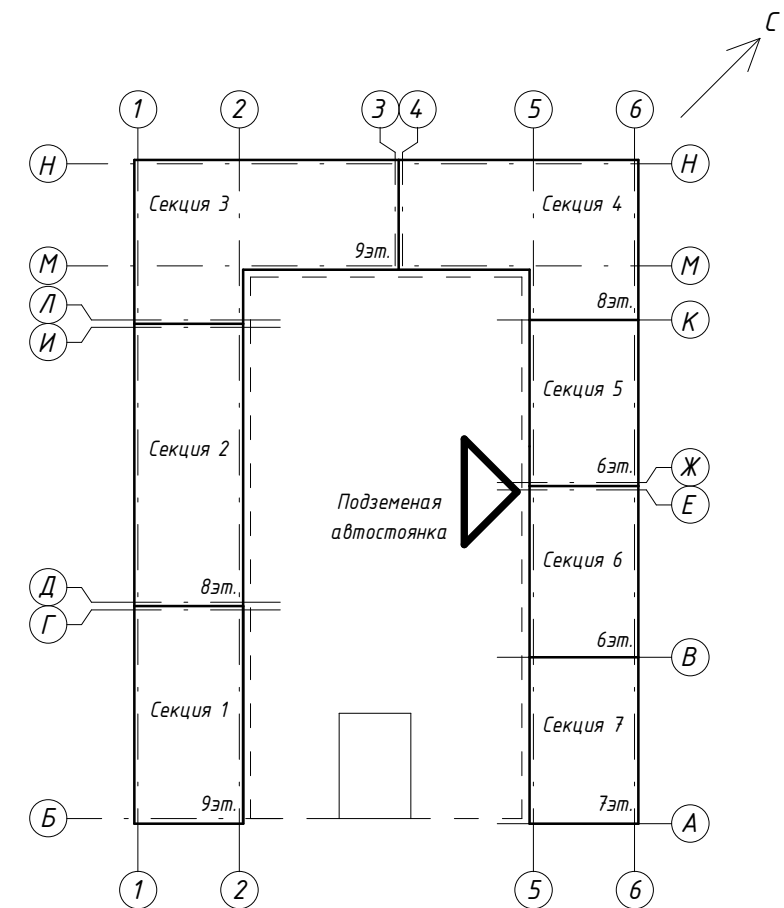 С
1 2 3 4 5 6
Н Н
Секция 3 Секция 4
9эт.
М М
8эт.
Л
К
И
Секция 5
Секция 2
6эт.
Ж
Подземеная
Е
автостоянка
Секция 6
Д
8эт.
Г
6эт.
В
Секция 1
Секция 7
9эт. 7эт.
Б А
1 2 5 6